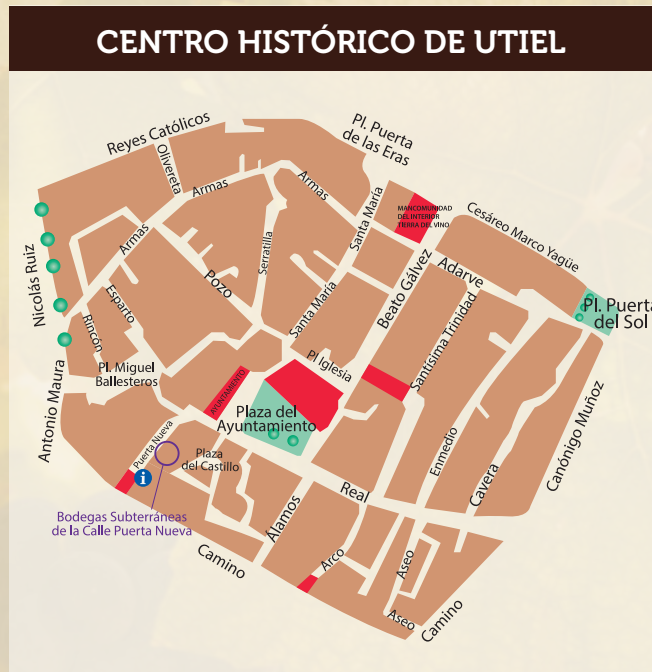 CENTRO HISTÓRICO DE UTIEL
Reyes Católicos
Pl. Puerta
de las Eras
Olivereta
Armas
Armas
Santa María
MANCOMUNIDAD
DEL INTERIOR
TIERRA DEL VINO
Cesáreo Marco Yagüe
Nicolás Ruiz
Armas
Serratilla
Pozo
Beato Gálvez
Adarve
Esparto
Rincón
Santa María
Santísima Trinidad
Pl. Puerta
del Sol
Pl. Miguel
Ballesteros
Pl Iglesia
AYUNTAMIENTO
Plaza del
Ayuntamiento
Antonio Maura
Puerta Nueva
Plaza
del Castillo
Enmedio
Cavera
Canónigo Muñoz
i
Real
Bodegas Subterráneas
de la Calle Puerta Nueva
Álamos
Camino
Arco
Aseo
Aseo
Camino